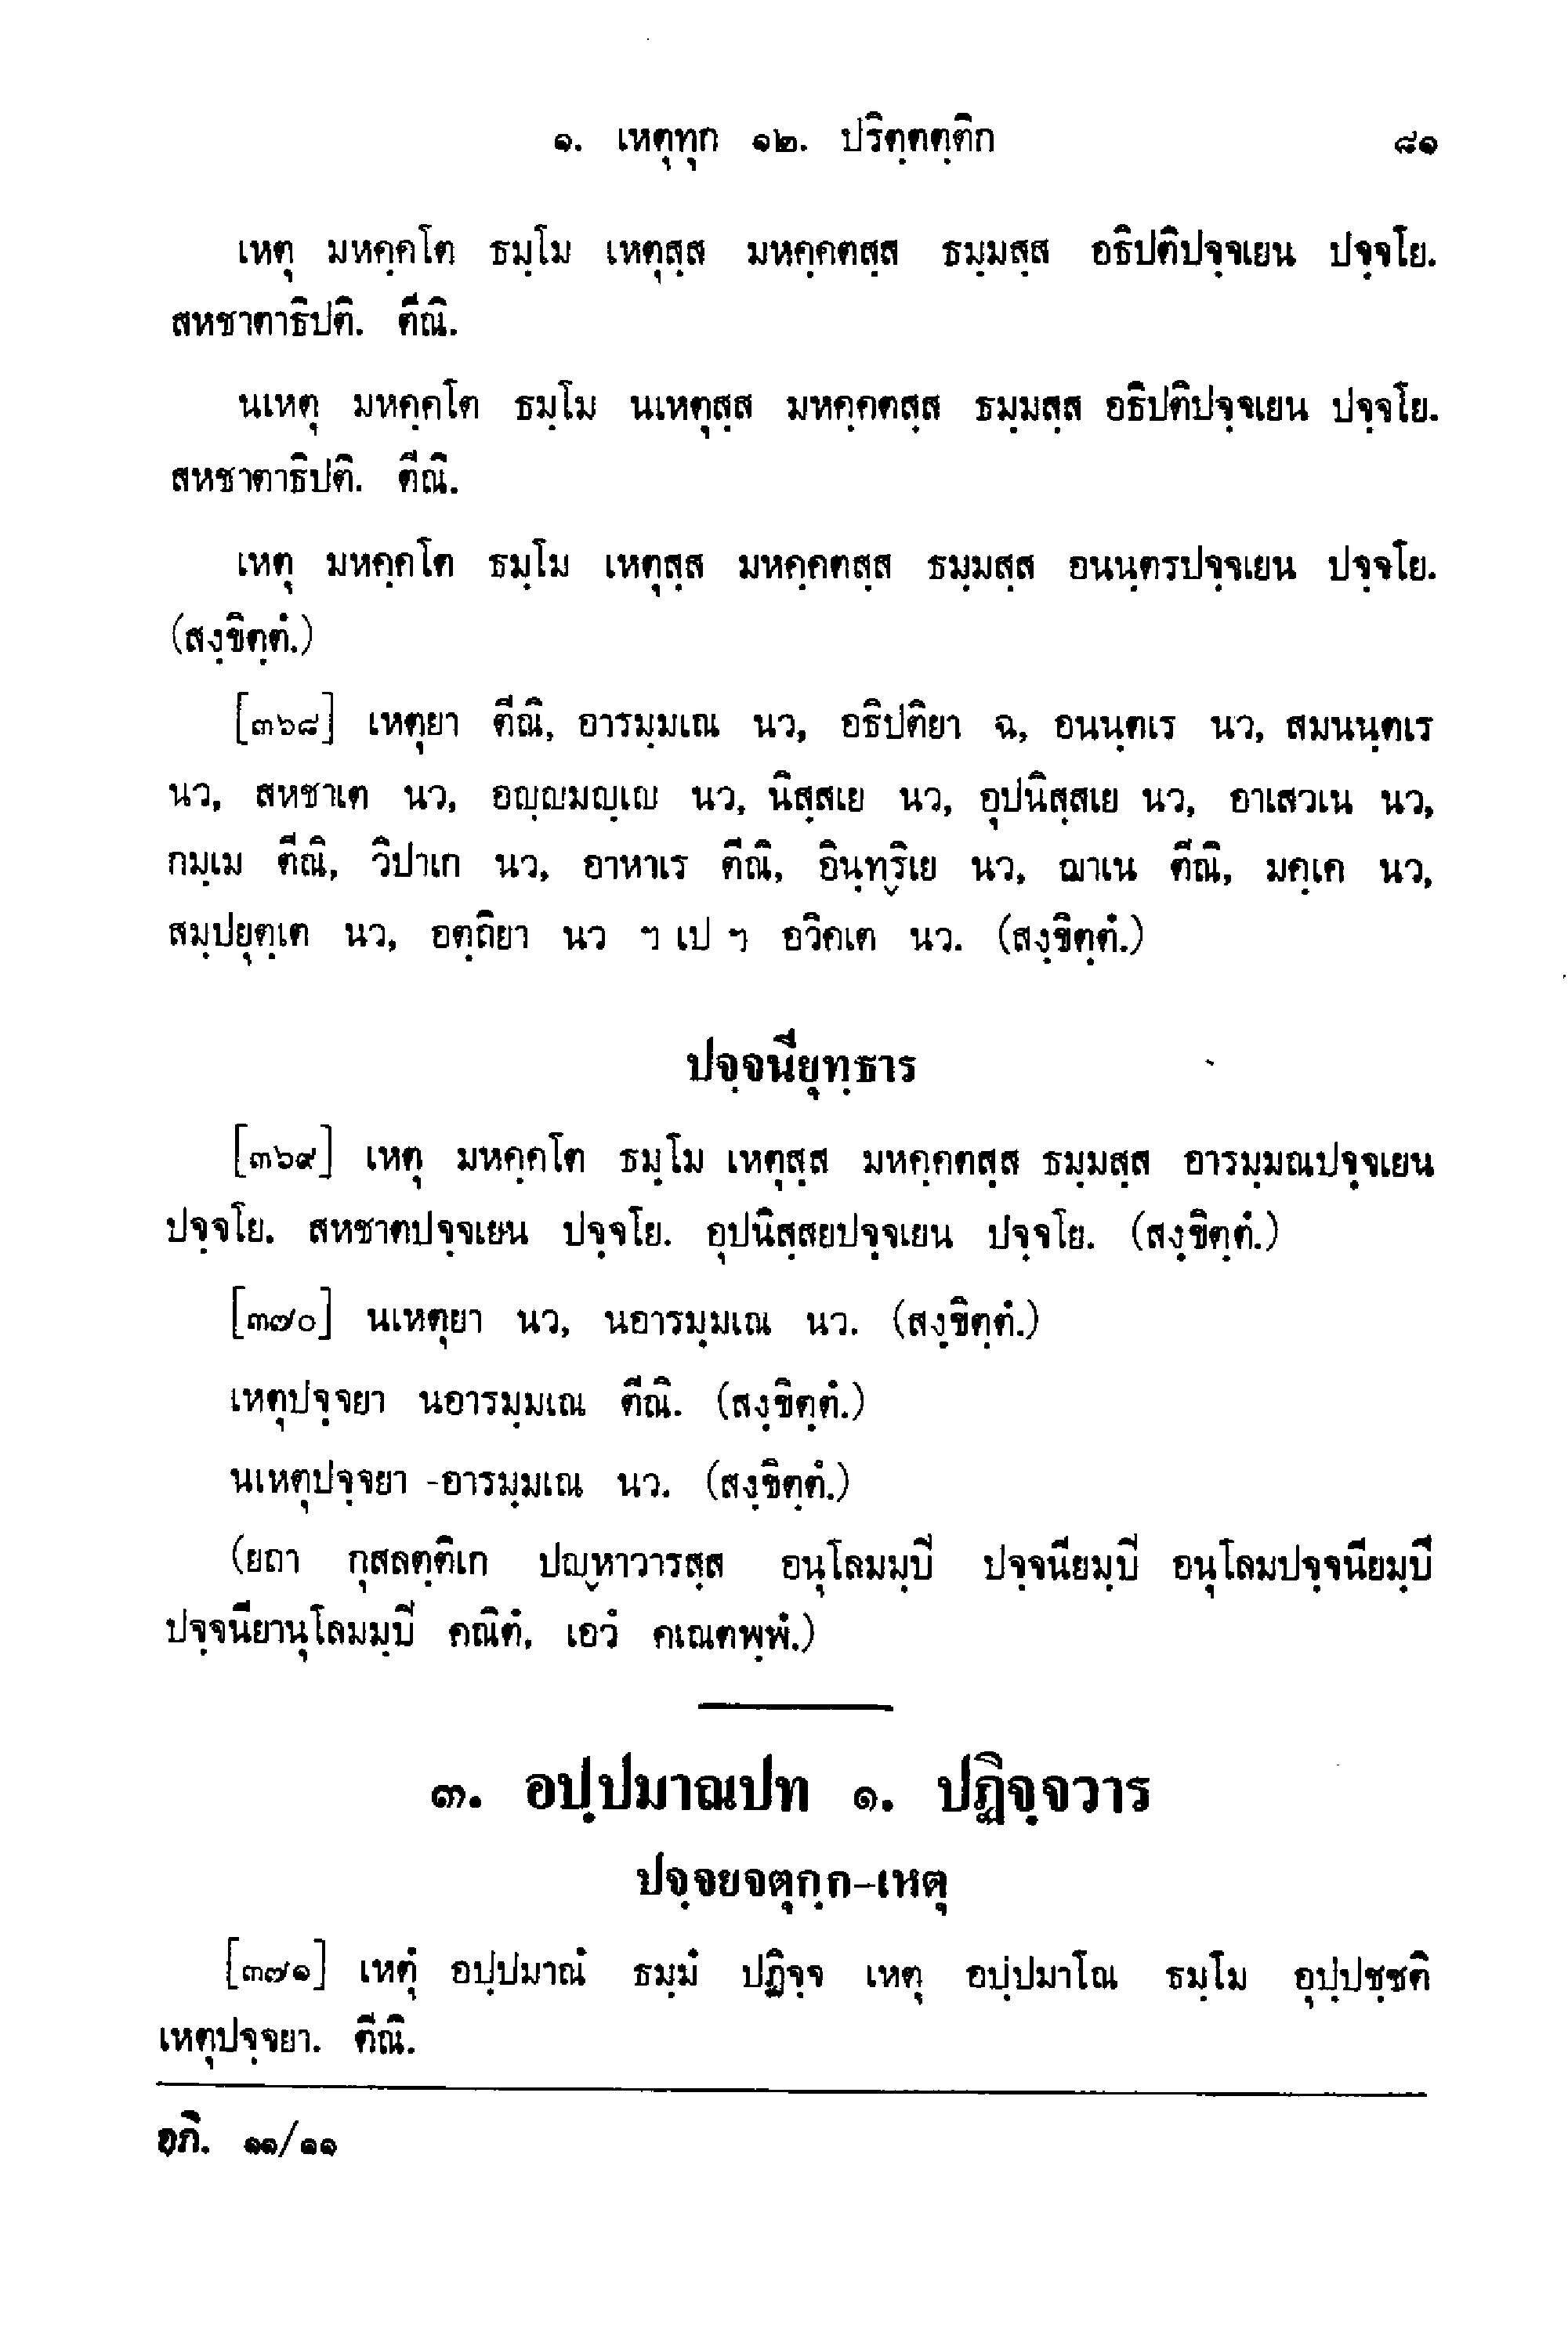 ๑. เหตุทุก ๑๒. ปริตฺตตฺติก ๘๑
เหตุ มหคฺคโต ธมฺโม เหตุสฺส มหคฺคตสฺส ธมฺมสฺส อธิปติปจฺจเยน ปจฺจโย.
สหชาตาธิปติ. ตีณิ.
นเหตุ มหคฺคโต ธมฺโม นเหตุสฺส มหคฺคตสฺส ธมฺมสฺส อธิปติปจฺจเยน ปจฺจโย.
สหชาตาธิปติ. ตีณิ.
เหตุ มหคฺคโต ธมฺโม เหตุสฺส มหคฺคตสฺส ธมฺมสฺส อนนฺตรปจฺจเยน ปจฺจโย.
(สงฺขิตฺตํ.)
[๓๖๘] เหตุยา ตีณิ, อารมฺมเณ นว, อธิปติยา ฉ, อนนฺตเร นว, สมนนฺตเร
นว, สหชาเต นว, อญฺญมญฺเญ นว, นิสฺสเย นว, อุปนิสฺสเย นว, อาเสวเน นว,
กมฺเม ตีณิ, วิปาเก นว, อาหาเร ตีณิ, อินฺทฺริเย นว, ฌาเน ตีณิ, มคฺเค นว,
สมฺปยุตฺเต นว, อตฺถิยา นว ฯ เป ฯ อวิคเต นว. (สงฺขิตฺตํ.)
ปจฺจนียุทฺธาร
[๓๖๙] เหตุ มหคฺคโต ธมฺโม เหตุสฺส มหคฺคตสฺส ธมฺมสฺส อารมฺมณปจฺจเยน
ปจฺจโย. สหชาตปจฺจเยน ปจฺจโย. อุปนิสฺสยปจฺจเยน ปจฺจโย. (สงฺขิตฺตํ.)
[๓๗๐] นเหตุยา นว, นอารมฺมเณ นว. (สงฺขิตฺตํ.)
เหตุปจฺจยา นอารมฺมเณ ตีณิ. (สงฺขิตฺตํ.)
นเหตุปจฺจยา -อารมฺมเณ นว. (สงฺขิตฺตํ.)
(ยถา กุสลตฺติเก ปญฺหาวารสฺส อนุโลมมฺปิ ปจฺจนียมฺปิ อนุโลมปจฺจนียมฺปิ
ปจฺจนียานุโลมมฺปิ คณิตํ, เอวํ คเณตพฺพํ.)
๓. อปฺปมาณปท ๑. ปฏิจฺจวาร
ปจฺจยจตุกฺก-เหตุ
[๓๗๑] เหตุํ อปฺปมาณํ ธมฺมํ ปฏิจฺจ เหตุ อปฺปมาโณ ธมฺโม อุปฺปชฺชติ
เหตุปจฺจยา. ตีณิ.
อภิ. ๑๑/๑๑